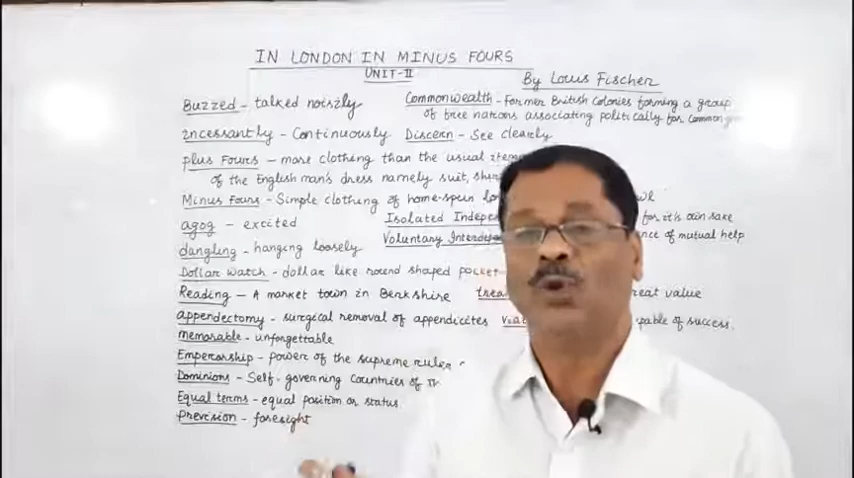 IN LONDON IN MINUS FOURS
UNIT-II
By Louis Fischer
Buzzed - talked noisily
Commonwealth - Former British Colonies forming a group
of free nations associating politically for common
Incessantly - Continuously
Discern - See clearly
plus Fours - more clothing than the usual
of the English man's dress namely suit,
Minus Fours - Simple clothing of home-spun
agog - excited
Isolated
for it's own sake
dangling - hanging loosely
Voluntary
of mutual help
Dollar Watch - dollar like round shaped pocket
Reading - A market town in Berkshire
great value
Appendectomy - surgical removal of appendicites
capable of success.
Memorable - unforgettable
Emperorship - power of the supreme ruler
Dominions - Self-governing Countries of
Equal terms - equal position or status
Prevision - foresight